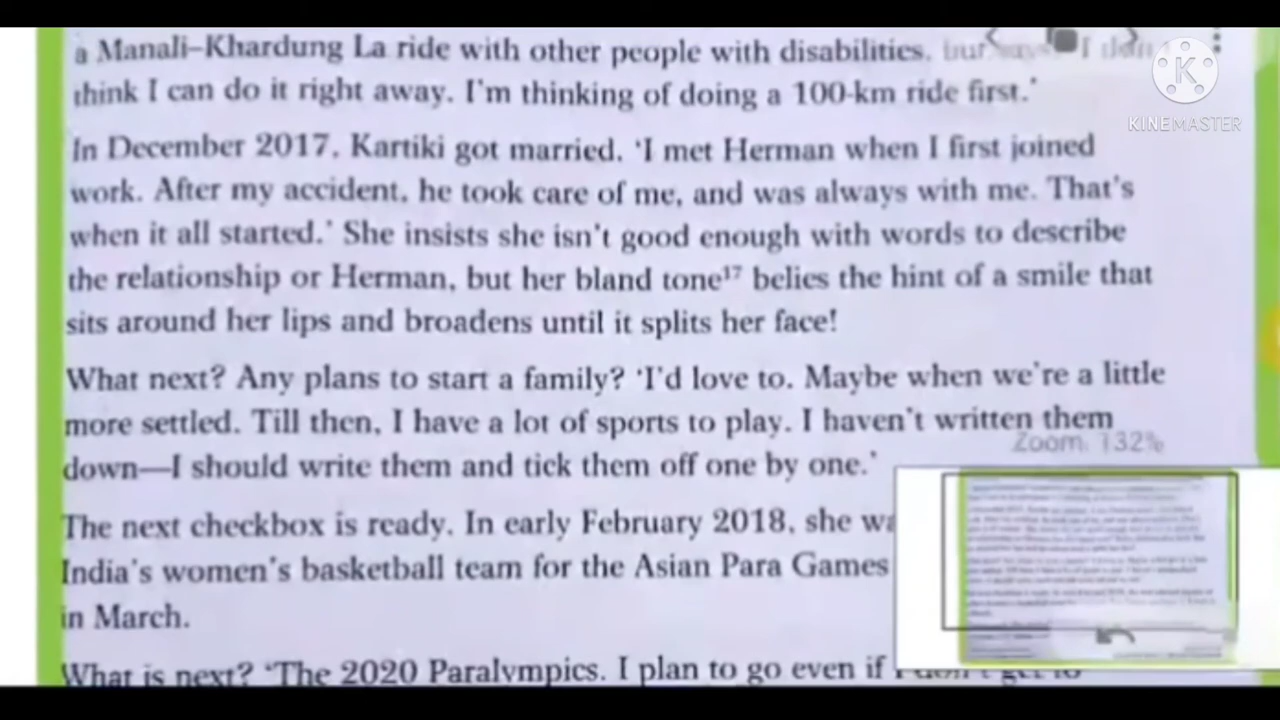 a Manali–Khardung La ride with other people with disabilities, but says 'I don't
think I can do it right away. I'm thinking of doing a 100-km ride first.'
KINEMASTER
In December 2017, Kartiki got married. 'I met Herman when I first joined
work. After my accident, he took care of me, and was always with me. That's
when it all started.' She insists she isn't good enough with words to describe
the relationship or Herman, but her bland tone¹⁷ belies the hint of a smile that
sits around her lips and broadens until it splits her face!
What next? Any plans to start a family? 'I'd love to. Maybe when we're a little
more settled. Till then, I have a lot of sports to play. I haven't written them
Zoom: 132%
down—I should write them and tick them off one by one.'
The next checkbox is ready. In early February 2018, she
India's women's basketball team for the Asian Para Games
in March.
What is next? 'The 2020 Paralympics. I plan to go even if I don't get to